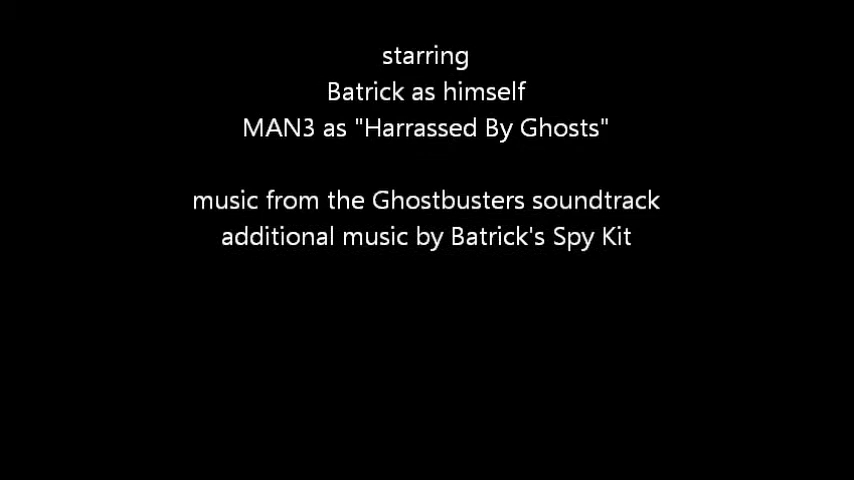 starring
Batrick as himself
MAN3 as "Harrassed By Ghosts"
music from the Ghostbusters soundtrack
additional music by Batrick's Spy Kit